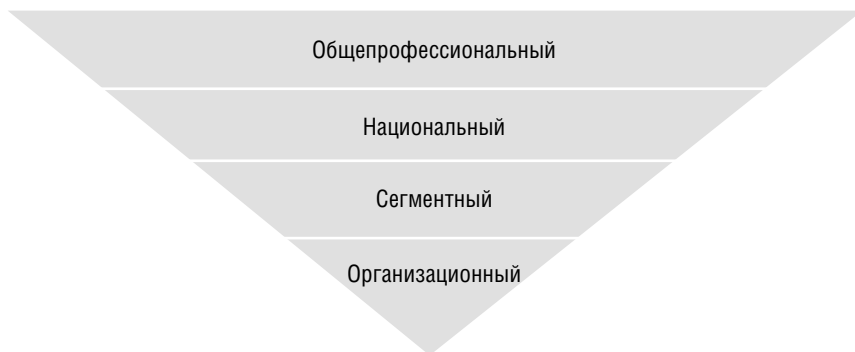 Общепрофессиональный
Национальный
Сегментный
Организационный